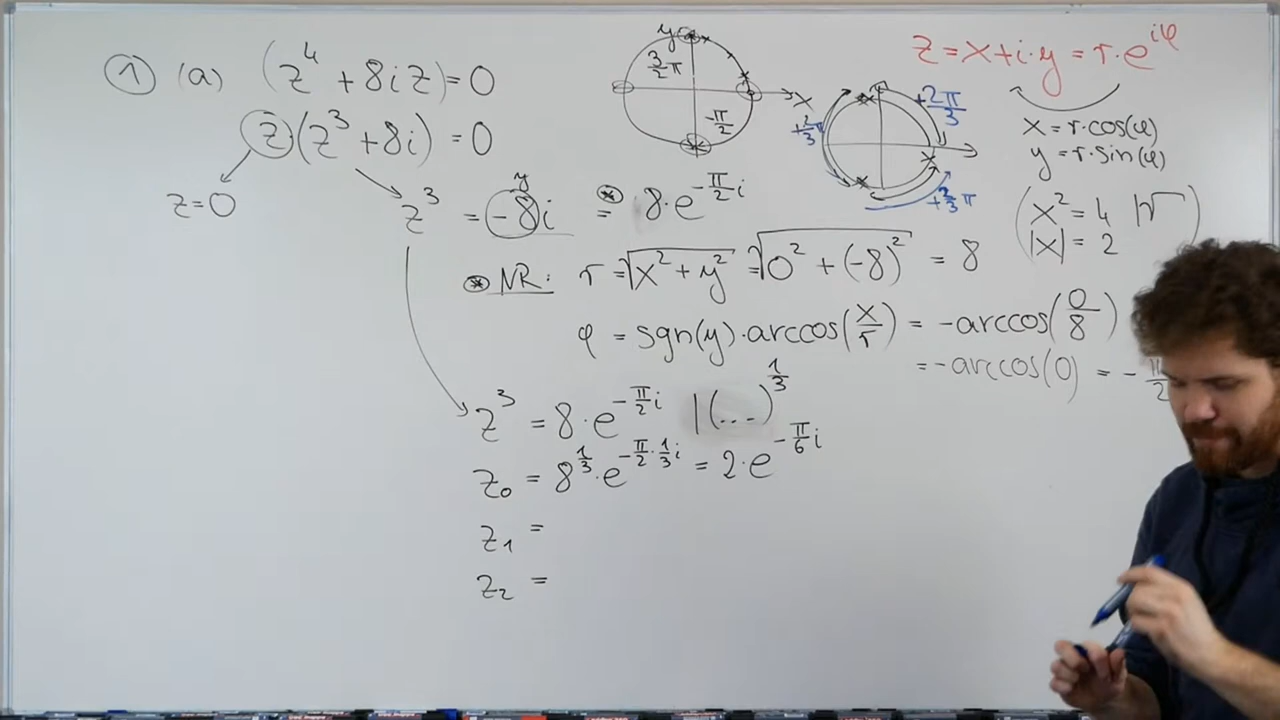 ① (a) (z⁴ + 8iz) = 0
z(z³ + 8i) = 0
z = 0
z³ = -8i = ⊛ 8·e^(-π/2 i)
y
⊛ NR: r = √(x² + y²) = √(0² + (-8)²) = 8
φ = sgn(y)·arccos(x/r) = -arccos(0/8)
= -arccos(0) = -π/2
z³ = 8·e^(-π/2 i) |(...)^(1/3)
z₀ = 8^(1/3)·e^(-π/2·1/3 i) = 2·e^(-π/6 i)
z₁ =
z₂ =
y
3/2 π
-π/2
x
+2π/3
+2/3 π
z = x + i·y = r·e^(iφ)
x = r·cos(φ)
y = r·sin(φ)
(x² = 4 |√
|x| = 2)